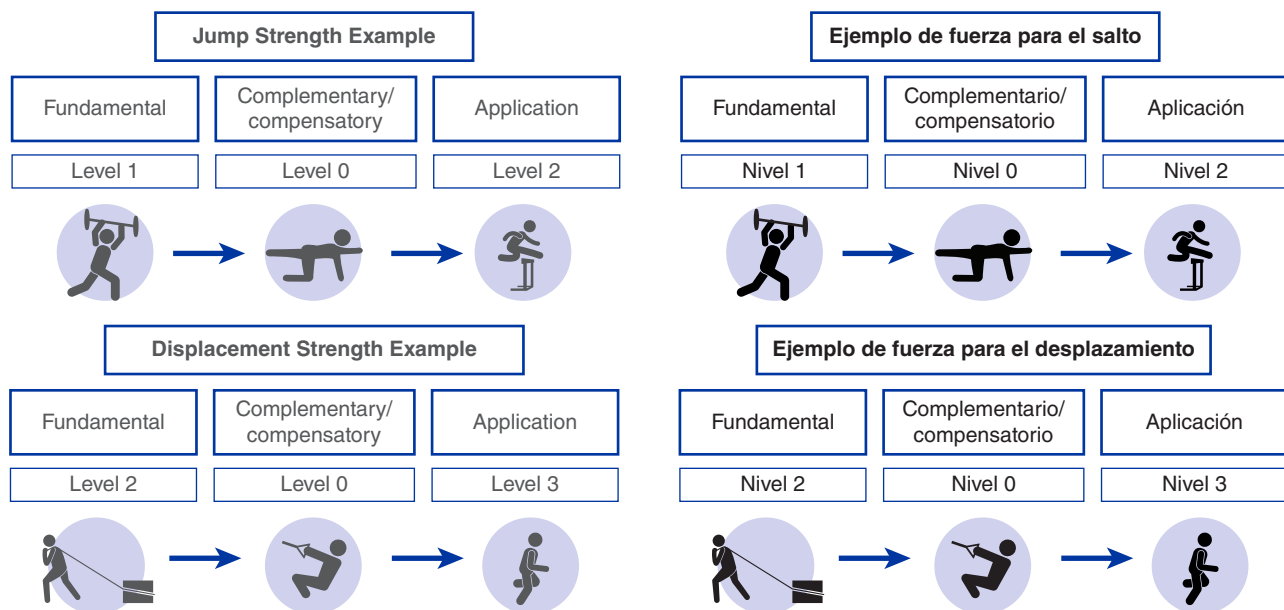 Jump Strength Example
Fundamental
Complementary/
compensatory
Application
Level 1
Level 0
Level 2
Displacement Strength Example
Fundamental
Complementary/
compensatory
Application
Level 2
Level 0
Level 3
Ejemplo de fuerza para el salto
Fundamental
Complementario/
compensatorio
Aplicación
Nivel 1
Nivel 0
Nivel 2
Ejemplo de fuerza para el desplazamiento
Fundamental
Complementario/
compensatorio
Aplicación
Nivel 2
Nivel 0
Nivel 3